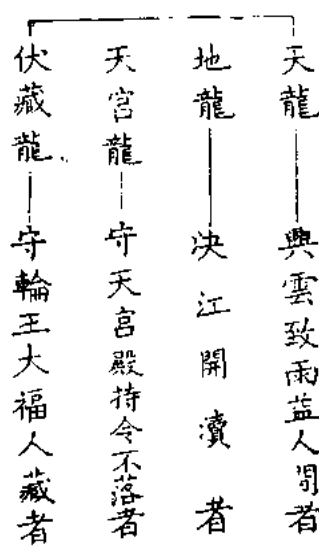 天龍 興雲致雨益人間者
地龍 決江開瀆者
天宮龍 守天宮殿持令不落者
伏藏龍 守輪王大福人藏者